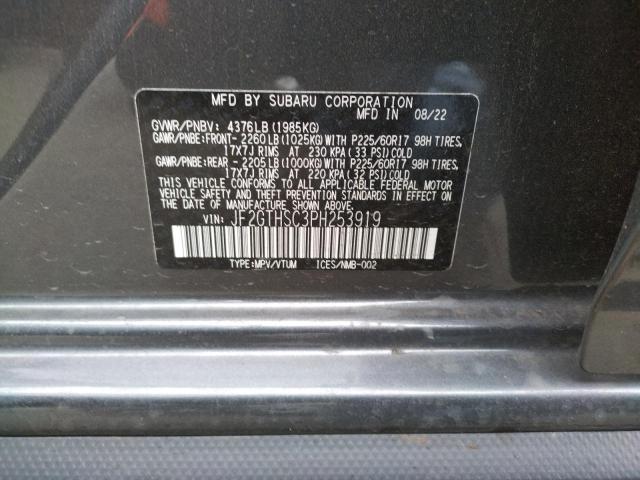 MFD BY SUBARU CORPORATION
MFD IN 08/22
GVWR/PNBV: 4376LB (1985KG)
GAWR/PNBE:FRONT-2260LB (1025KG)WITH P225/60R17 98H TIRES,
17X7J RIMS AT 230 KPA (33 PSI)COLD
GAWR/PNBE:REAR -2205LB (1000KG)WITH P225/60R17 98H TIRES,
17X7J RIMS AT 220 KPA (32 PSI)COLD
THIS VEHICLE CONFORMS TO ALL APPLICABLE FEDERAL MOTOR
VEHICLE SAFETY AND THEFT PREVENTION STANDARDS IN EFFECT ON
THE DATE OF MANUFACTURE SHOWN ABOVE.
VIN: JF2GTHSC3PH253919
TYPE:MPV/VTUM ICES/NMB-002